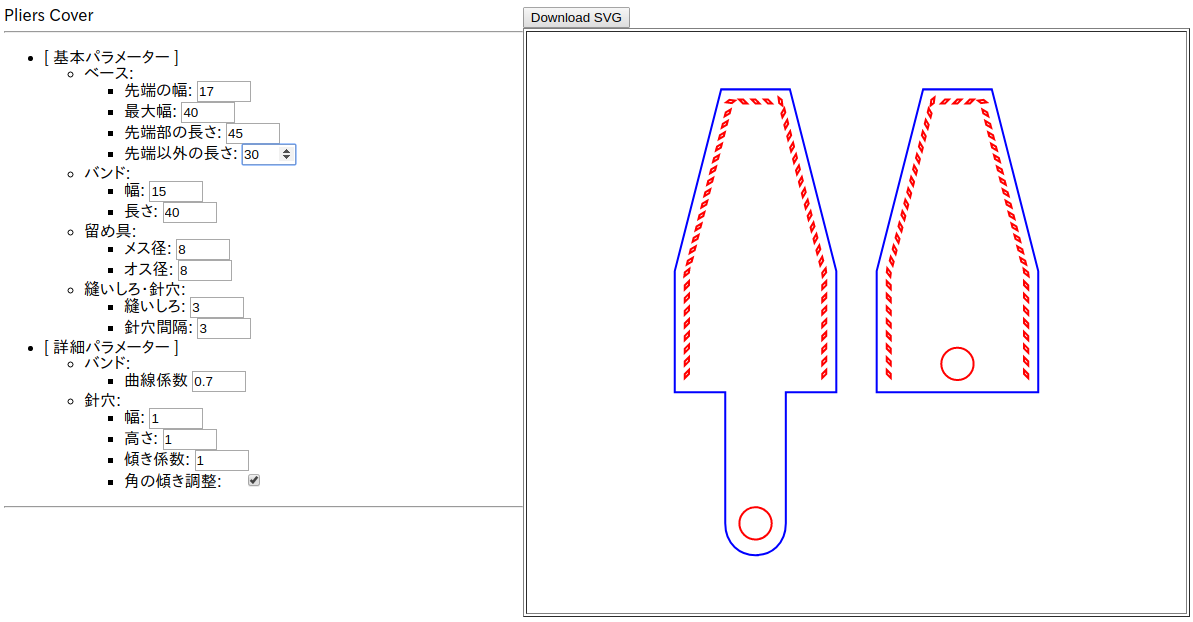 Pliers Cover
Download SVG
[ 基本パラメーター ]
ベース:
先端の幅: 17
最大幅: 40
先端部の長さ: 45
先端以外の長さ: 30
バンド:
幅: 15
長さ: 40
留め具:
メス径: 8
オス径: 8
縫いしろ・針穴:
縫いしろ: 3
針穴間隔: 3
[ 詳細パラメーター ]
バンド:
曲線係数 0.7
針穴:
幅: 1
高さ: 1
傾き係数: 1
角の傾き調整: